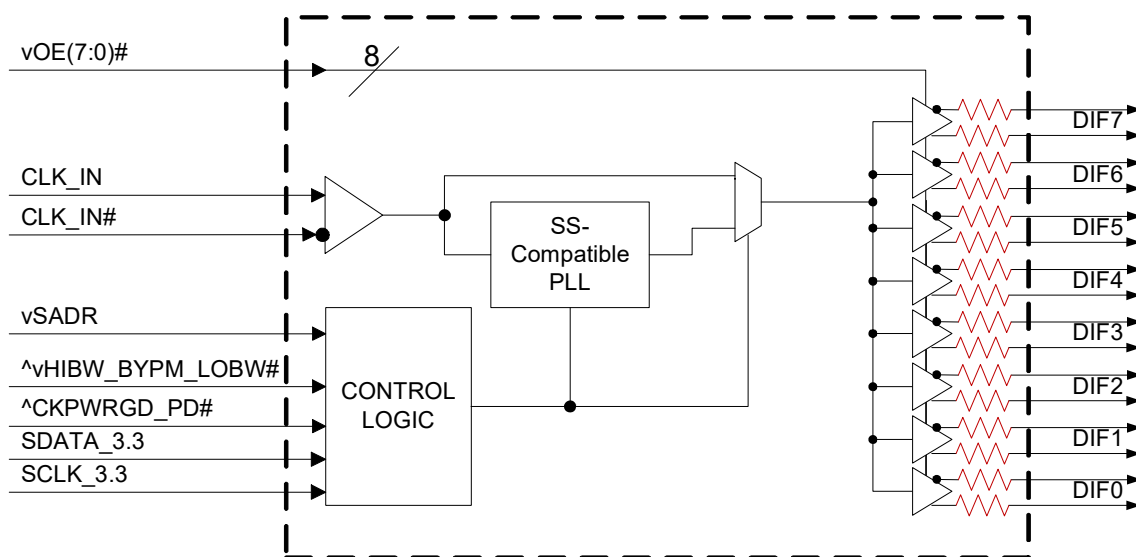 vOE(7:0)#
8
DIF7
CLK_IN
DIF6
CLK_IN#
SS-
Compatible
PLL
DIF5
DIF4
vSADR
DIF3
^vHIBW_BYPM_LOBW#
CONTROL
LOGIC
DIF2
^CKPWRGD_PD#
SDATA_3.3
DIF1
SCLK_3.3
DIF0